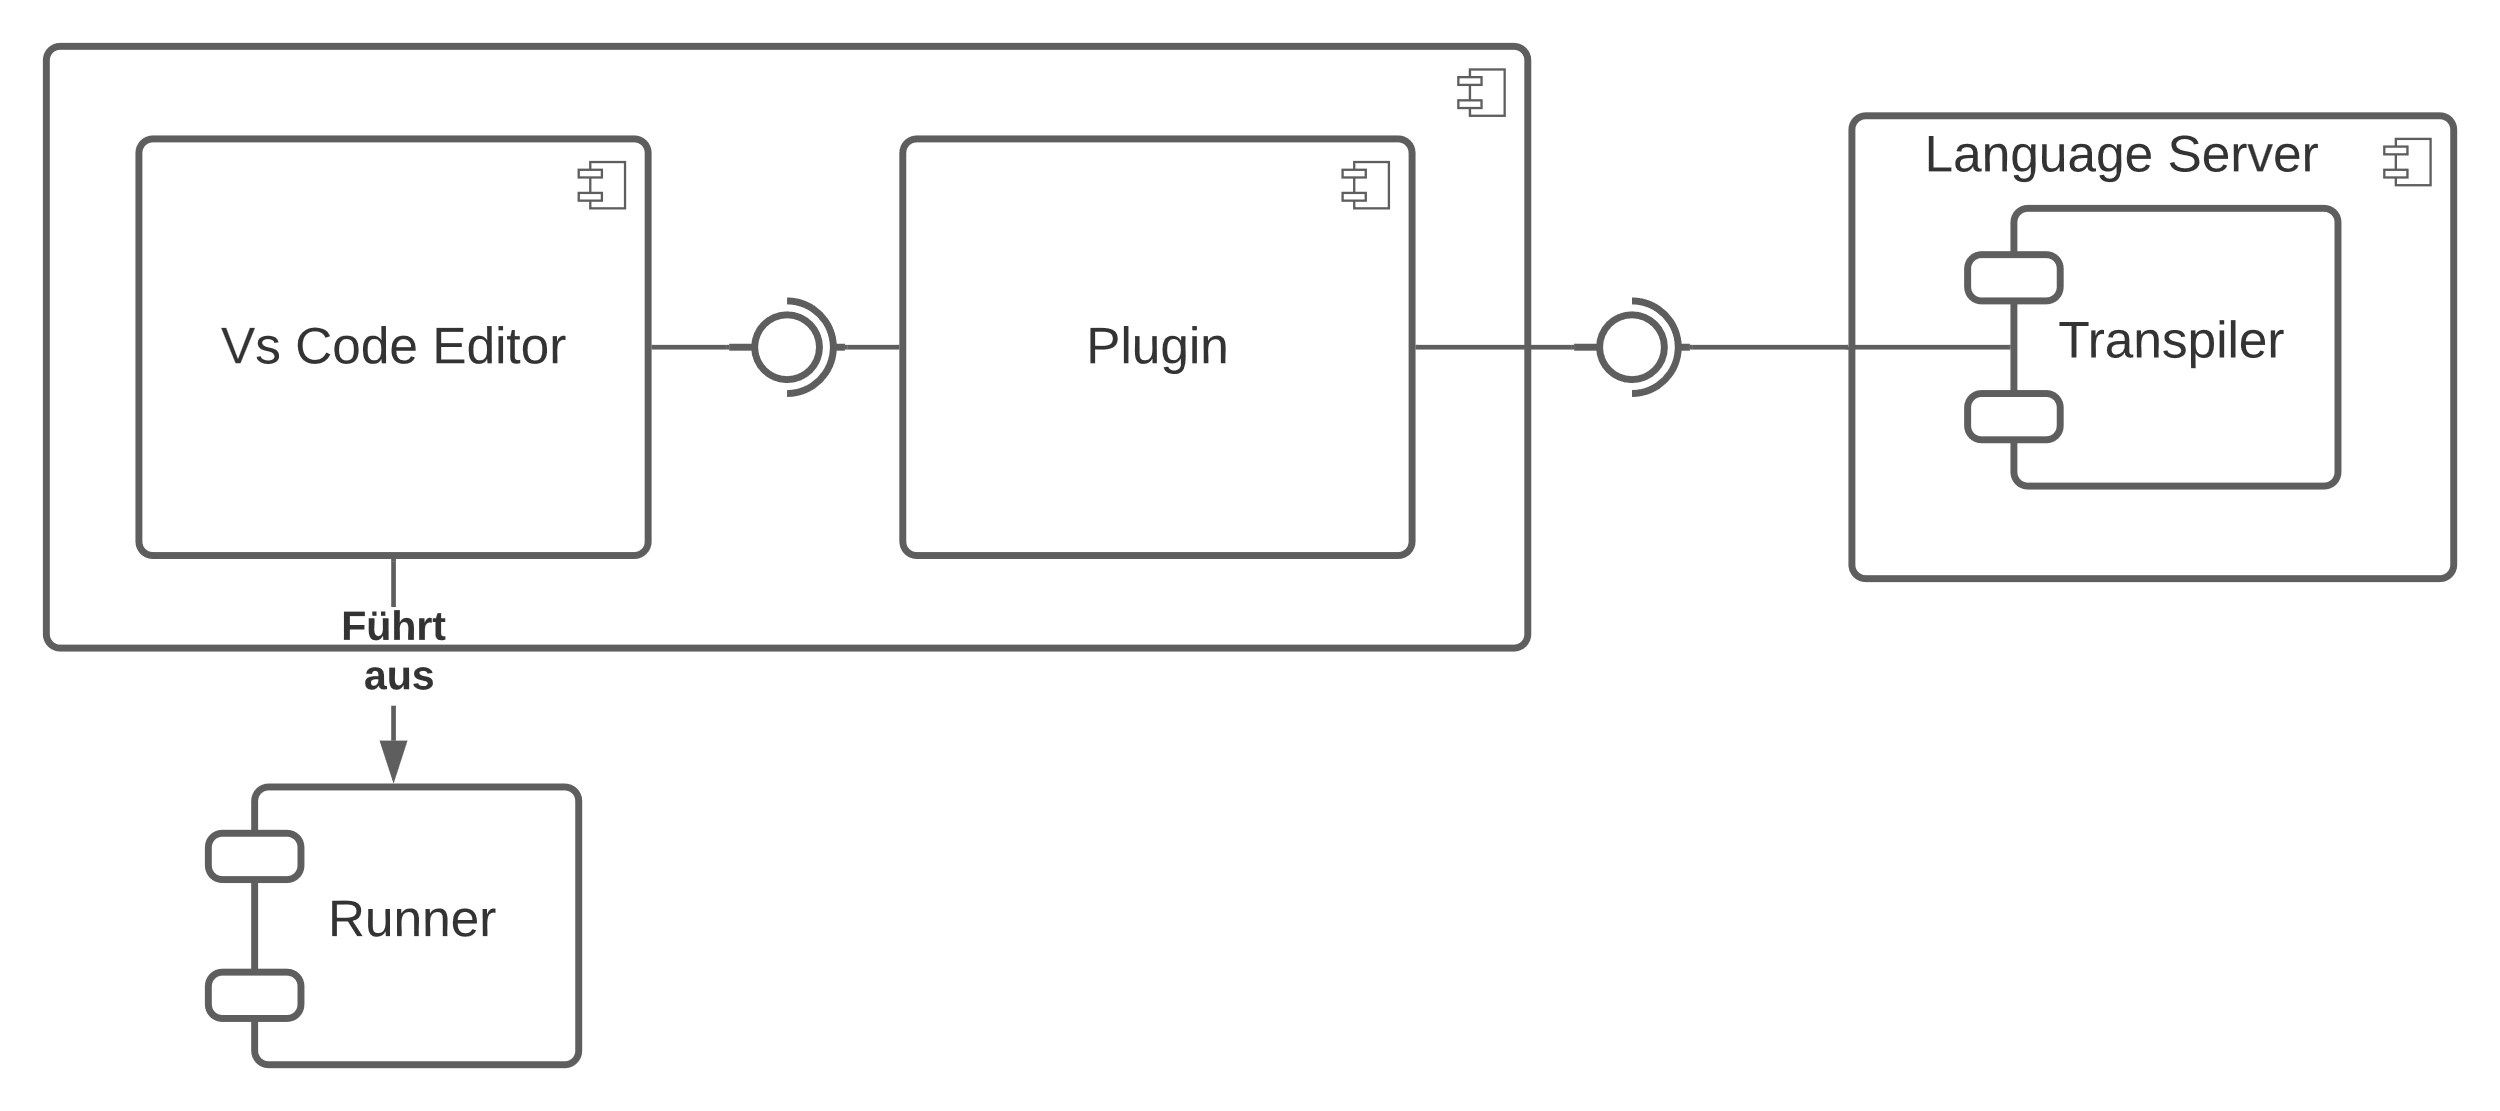 Language Server
Vs Code Editor
Plugin
Transpiler
Führt
aus
Runner